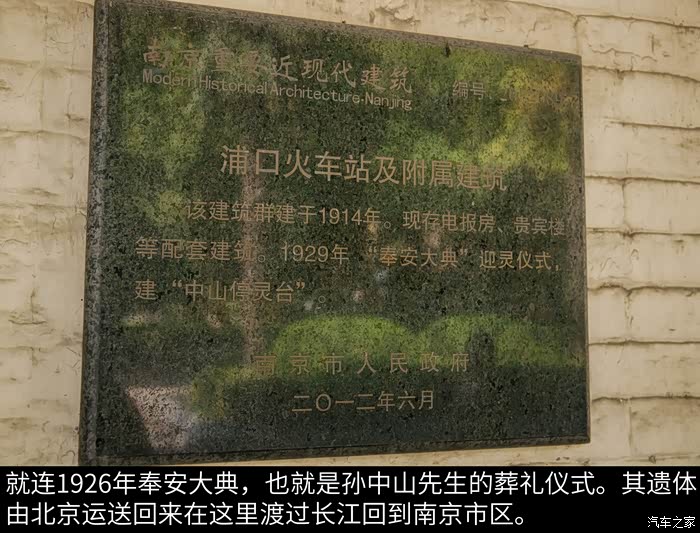 南京重要近现代建筑
Modern Historical Architecture·Nanjing
编号
浦口火车站及附属建筑
该建筑群建于1914年。现存电报房、贵宾楼
等配套建筑。1929年“奉安大典”迎灵仪式,
建“中山停灵台”。
南京市人民政府
二〇一二年六月
就连1926年奉安大典，也就是孙中山先生的葬礼仪式。其遗体
由北京运送回来在这里渡过长江回到南京市区。
汽车之家